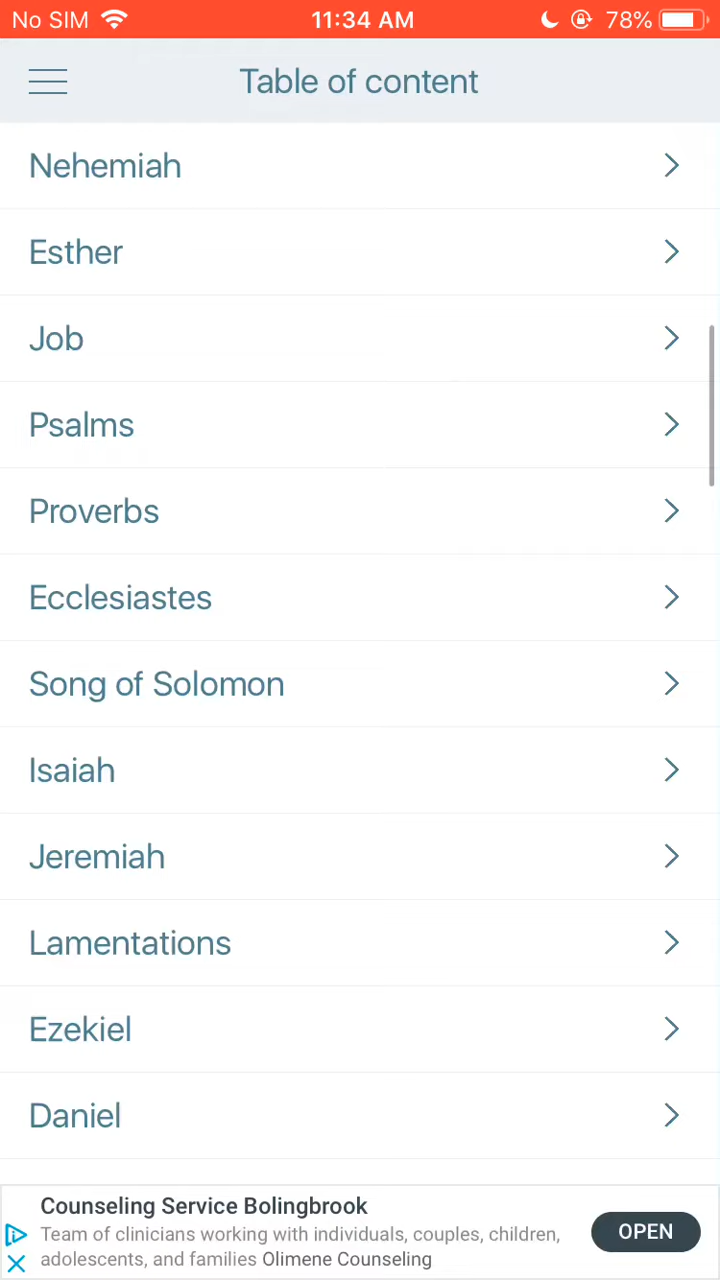 No SIM 11:34 AM 78%
Table of content
Nehemiah
Esther
Job
Psalms
Proverbs
Ecclesiastes
Song of Solomon
Isaiah
Jeremiah
Lamentations
Ezekiel
Daniel
Counseling Service Bolingbrook
Team of clinicians working with individuals, couples, children,
adolescents, and families Olimene Counseling
OPEN